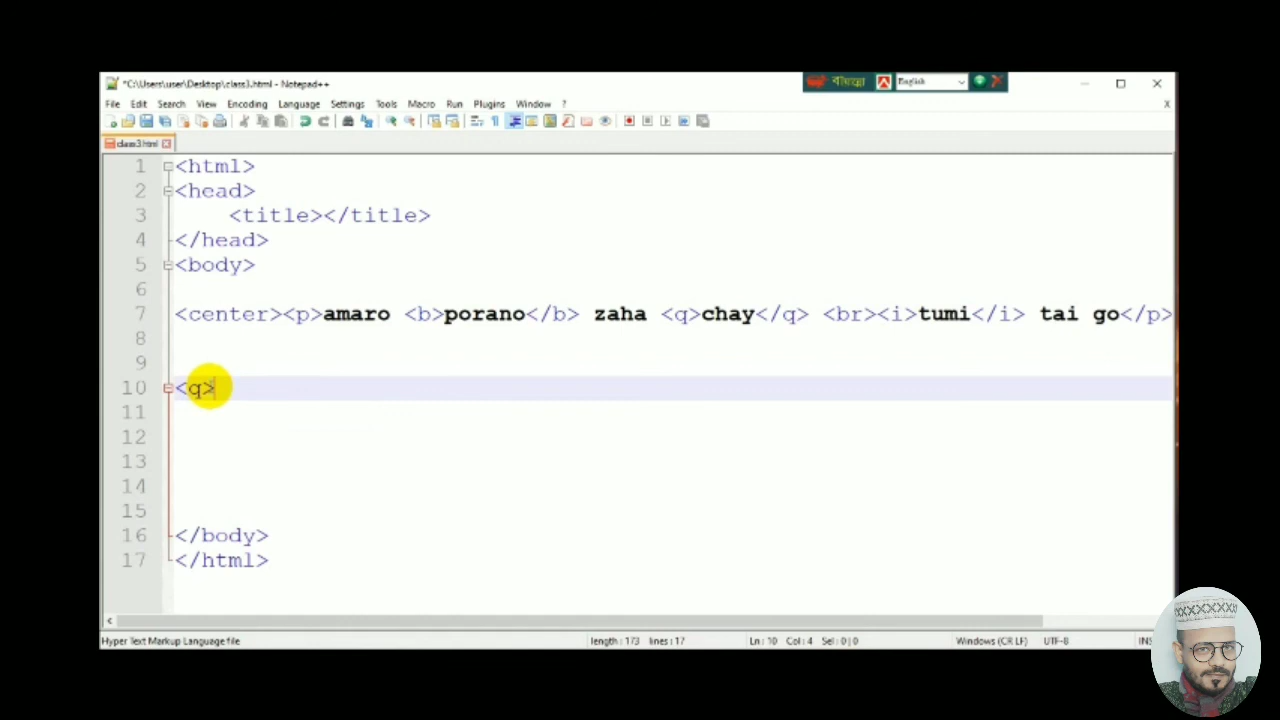 *C:\Users\user\Desktop\class3.html - Notepad++
বাংলা English
File Edit Search View Encoding Language Settings Tools Macro Run Plugins Window ? X
class3.html
1 <html>
2 <head>
3 <title></title>
4 </head>
5 <body>
6
7 <center><p>amaro <b>porano</b> zaha <q>chay</q> <br><i>tumi</i> tai go</p>
8
9
10 <q>
11
12
13
14
15
16 </body>
17 </html>
Hyper Text Markup Language file length : 173 lines : 17 Ln : 10 Col : 4 Sel : 0 | 0 Windows (CR LF) UTF-8 INS